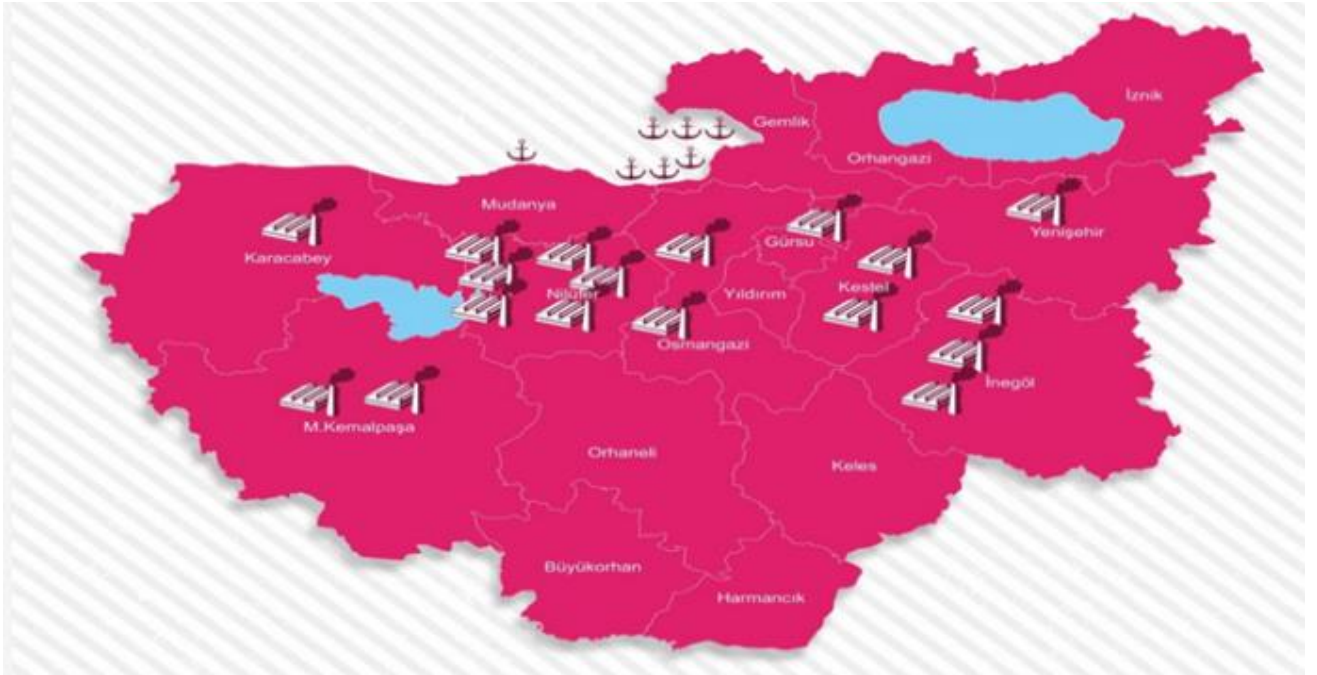 İznik
Gemlik
Orhangazi
Mudanya
Yenişehir
Gürsu
Karacabey
Kestel
Nilüfer
Yıldırım
Osmangazi
İnegöl
M.Kemalpaşa
Orhaneli
Keles
Büyükorhan
Harmancık